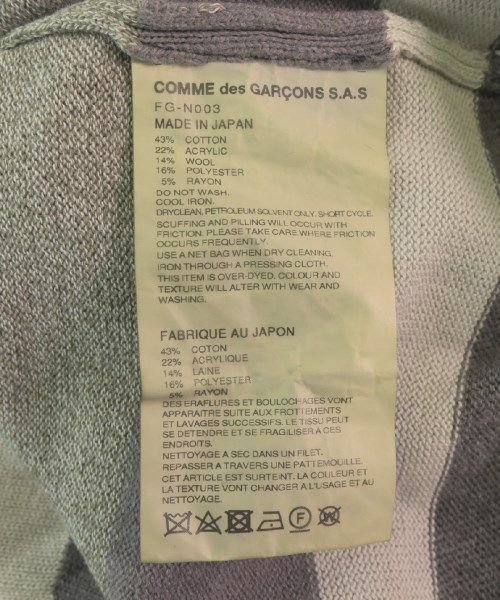 COMME des GARÇONS S.A.S
FG-N003
MADE IN JAPAN
43% COTTON
22% ACRYLIC
14% WOOL
16% POLYESTER
5% RAYON
DO NOT WASH.
COOL IRON.
DRYCLEAN, PETROLEUM SOLVENT ONLY. SHORT CYCLE.
SCUFFING AND PILLING WILL OCCUR WITH
FRICTION. PLEASE TAKE CARE WHERE FRICTION
OCCURS FREQUENTLY.
USE A NET BAG WHEN DRY CLEANING.
IRON THROUGH A PRESSING CLOTH.
THIS ITEM IS OVER-DYED. COLOUR AND
TEXTURE WILL ALTER WITH WEAR AND
WASHING.
FABRIQUE AU JAPON
43% COTON
22% ACRYLIQUE
14% LAINE
16% POLYESTER
5% RAYON
DES ERAFLURES ET BOULOCHAGES VONT
APPARAITRE SUITE AUX FROTTEMENTS
ET LAVAGES SUCCESSIFS. LE TISSU PEUT
SE DETENDRE ET SE FRAGILISER A CES
ENDROITS.
NETTOYAGE A SEC DANS UN FILET.
REPASSER A TRAVERS UNE PATTEMOUILLE.
CET ARTICLE EST SURTEINT. LA COULEUR ET
LA TEXTURE VONT CHANGER A L'USAGE ET AU
NETTOYAGE.
F W